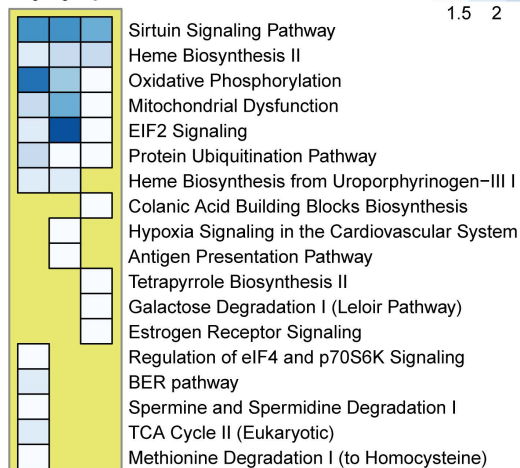 1.5 2
Sirtuin Signaling Pathway
Heme Biosynthesis II
Oxidative Phosphorylation
Mitochondrial Dysfunction
EIF2 Signaling
Protein Ubiquitination Pathway
Heme Biosynthesis from Uroporphyrinogen−III I
Colanic Acid Building Blocks Biosynthesis
Hypoxia Signaling in the Cardiovascular System
Antigen Presentation Pathway
Tetrapyrrole Biosynthesis II
Galactose Degradation I (Leloir Pathway)
Estrogen Receptor Signaling
Regulation of eIF4 and p70S6K Signaling
BER pathway
Spermine and Spermidine Degradation I
TCA Cycle II (Eukaryotic)
Methionine Degradation I (to Homocysteine)